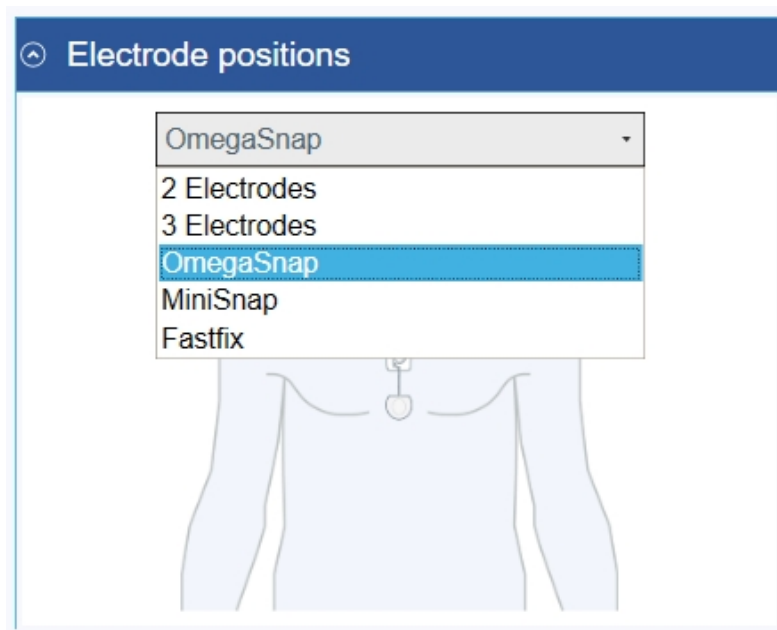 Electrode positions
OmegaSnap
2 Electrodes
3 Electrodes
OmegaSnap
MiniSnap
Fastfix